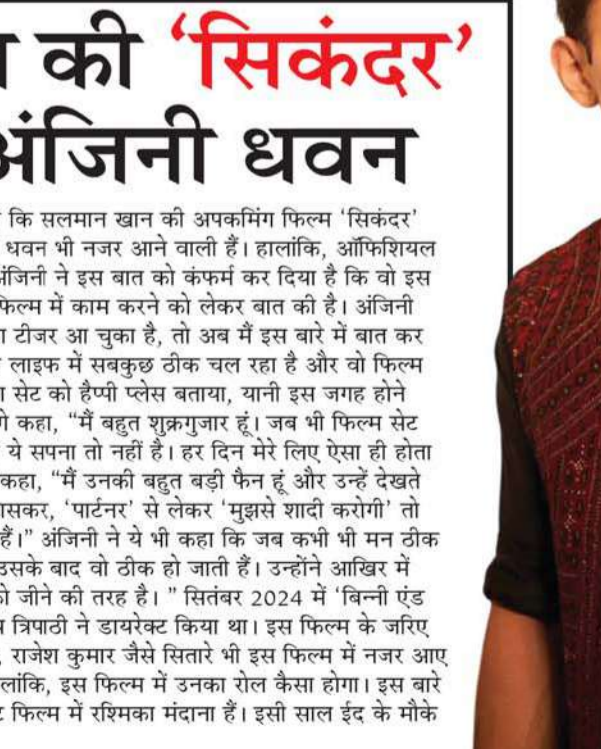 की ‘सिकंदर’
अंजिनी धवन
कि सलमान खान की अपकमिंग फिल्म ‘सिकंदर’
धवन भी नजर आने वाली हैं। हालांकि, ऑफिशियल
अंजिनी ने इस बात को कंफर्म कर दिया है कि वो इस
फिल्म में काम करने को लेकर बात की है। अंजिनी
टीजर आ चुका है, तो अब मैं इस बारे में बात कर
लाइफ में सबकुछ ठीक चल रहा है और वो फिल्म
सेट को हैप्पी प्लेस बताया, यानी इस जगह होने
कहा, “मैं बहुत शुक्रगुजार हूं। जब भी फिल्म सेट
ये सपना तो नहीं है। हर दिन मेरे लिए ऐसा ही होता
कहा, “मैं उनकी बहुत बड़ी फैन हूं और उन्हें देखते
‘पार्टनर’ से लेकर ‘मुझसे शादी करोगी’ तो
हैं।” अंजिनी ने ये भी कहा कि जब कभी भी मन ठीक
उसके बाद वो ठीक हो जाती हैं। उन्होंने आखिर में
जीने की तरह है। ” सितंबर 2024 में ‘बिन्नी एंड
त्रिपाठी ने डायरेक्ट किया था। इस फिल्म के जरिए
राजेश कुमार जैसे सितारे भी इस फिल्म में नजर आए
इस फिल्म में उनका रोल कैसा होगा। इस बारे
फिल्म में रश्मिका मंदाना हैं। इसी साल ईद के मौके